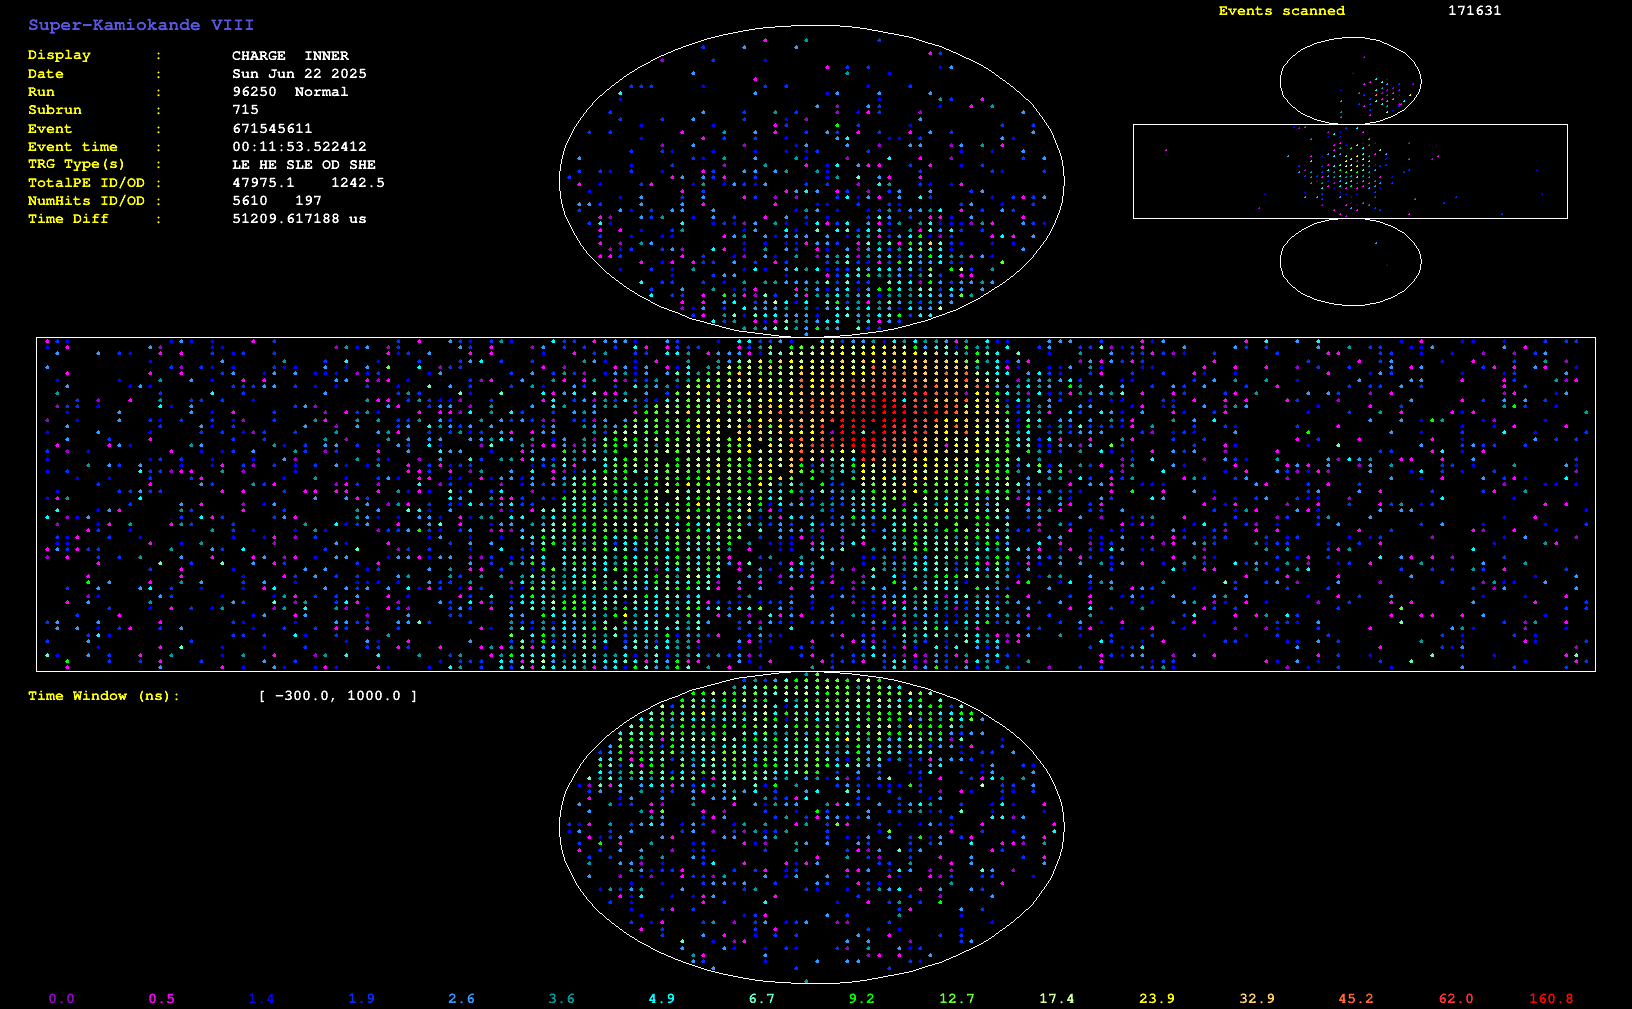 Super-Kamiokande VIII
Events scanned 171631
Display : CHARGE INNER
Date : Sun Jun 22 2025
Run : 96250 Normal
Subrun : 715
Event : 671545611
Event time : 00:11:53.522412
TRG Type(s) : LE HE SLE OD SHE
TotalPE ID/OD : 47975.1 1242.5
NumHits ID/OD : 5610 197
Time Diff : 51209.617188 us
Time Window (ns): [ -300.0, 1000.0 ]
0.0 0.5 1.4 1.9 2.6 3.6 4.9 6.7 9.2 12.7 17.4 23.9 32.9 45.2 62.0 160.8